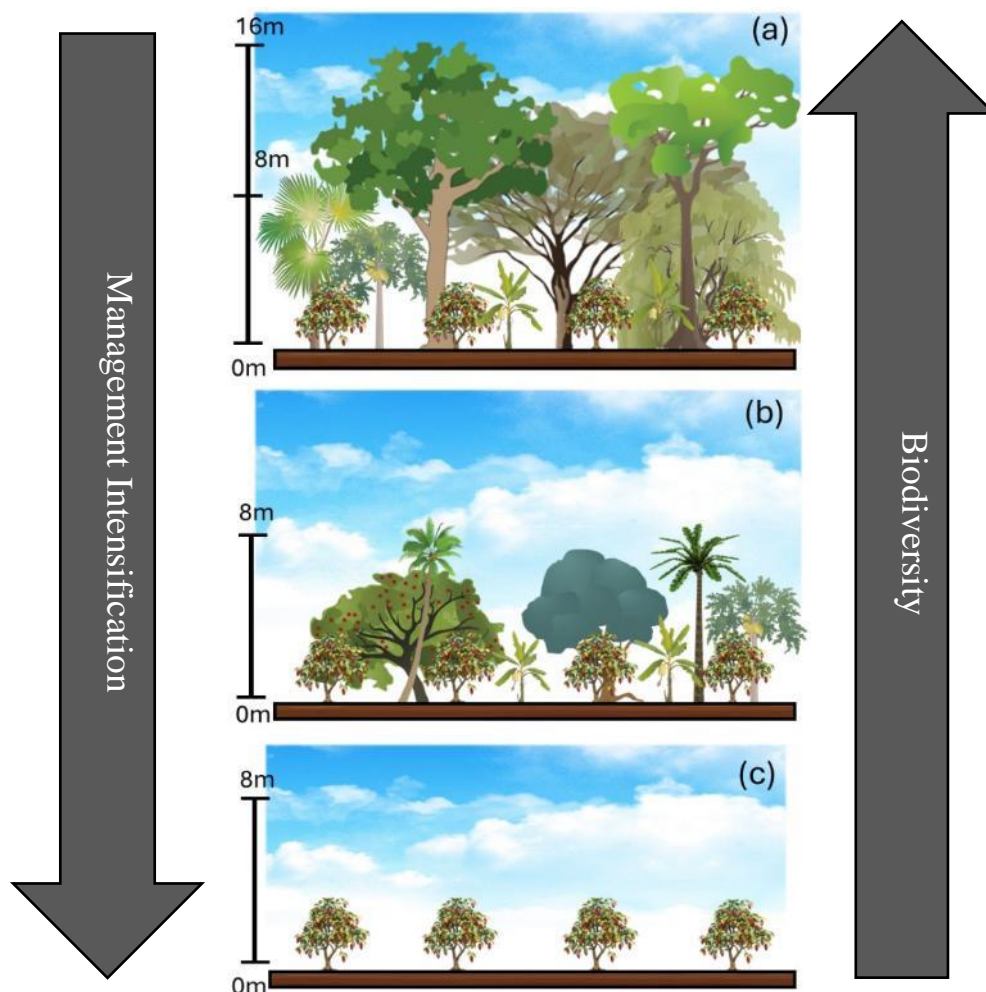 Management Intensification
16m
(a)
8m
0m
(b)
8m
0m
(c)
8m
0m
Biodiversity